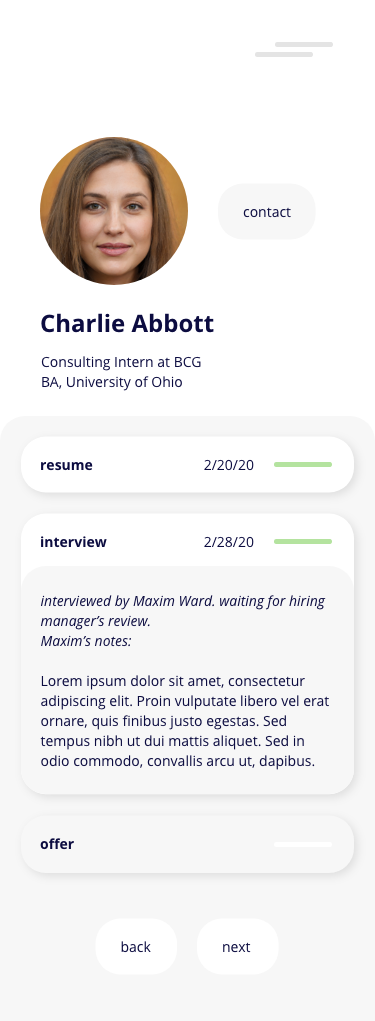 contact
Charlie Abbott
Consulting Intern at BCG
BA, University of Ohio
resume 2/20/20
interview 2/28/20
interviewed by Maxim Ward. waiting for hiring
manager’s review.
Maxim’s notes:
Lorem ipsum dolor sit amet, consectetur
adipiscing elit. Proin vulputate libero vel erat
ornare, quis finibus justo egestas. Sed
tempus nibh ut dui mattis aliquet. Sed in
odio commodo, convallis arcu ut, dapibus.
offer
back next